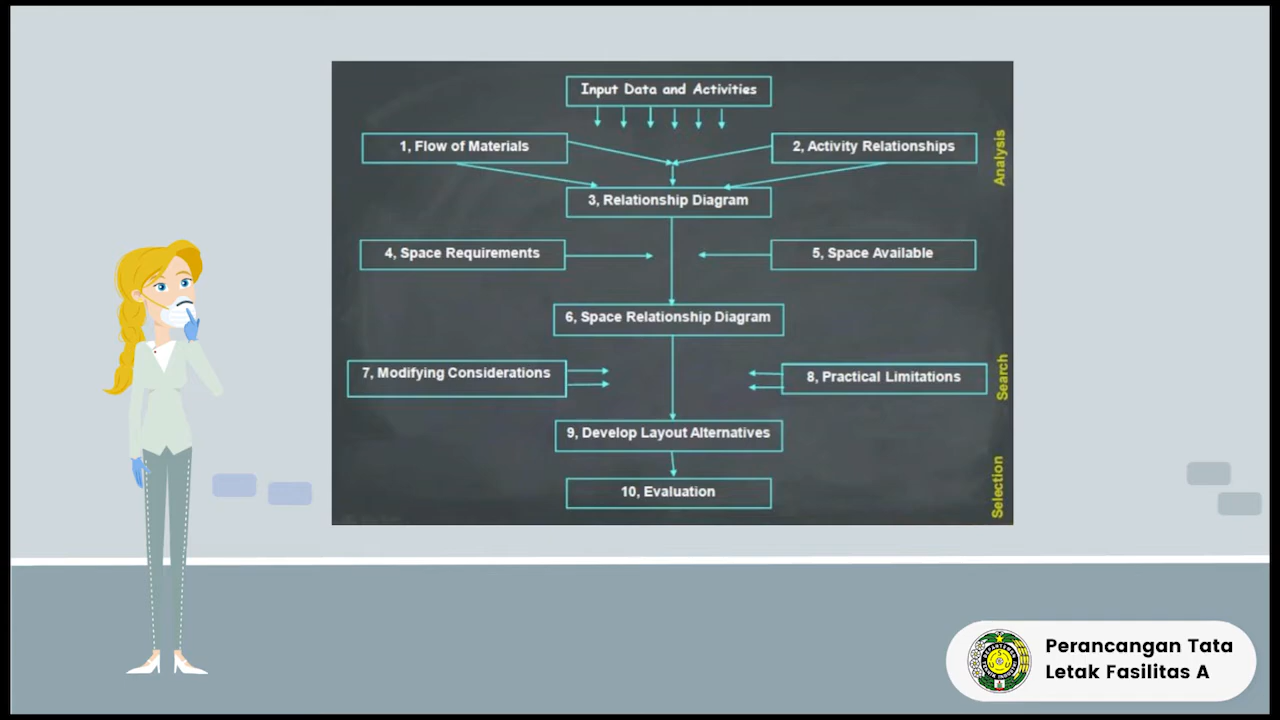 Input Data and Activities
1, Flow of Materials
2, Activity Relationships
Analysis
3, Relationship Diagram
4, Space Requirements
5, Space Available
6, Space Relationship Diagram
7, Modifying Considerations
8, Practical Limitations
Search
9, Develop Layout Alternatives
10, Evaluation
Selection
Perancangan Tata
Letak Fasilitas A